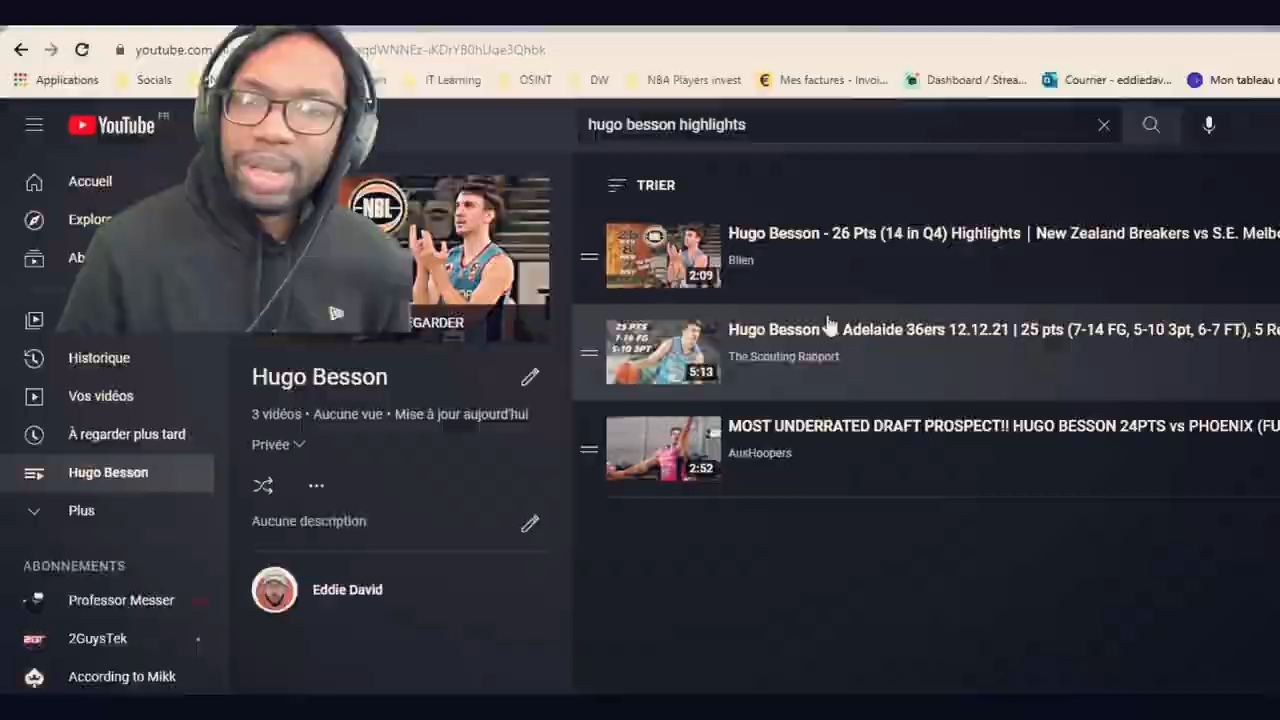 youtube.com
qdWNNEz-iKDrYB0hUqe3Qhbk
Applications
Socials
IT Learning
OSINT
DW
NBA Players invest
Mes factures - Invoi...
Dashboard / Strea...
Courrier - eddiedav...
Mon tableau
YouTube FR
hugo besson highlights
Accueil
Explor
Ab
Historique
Vos vidéos
À regarder plus tard
Hugo Besson
Plus
ABONNEMENTS
Professor Messer
2GuysTek
According to Mikk
NBL
EGARDER
Hugo Besson
3 vidéos • Aucune vue • Mise à jour aujourd'hui
Privée
Aucune description
Eddie David
TRIER
2:09
Hugo Besson - 26 Pts (14 in Q4) Highlights | New Zealand Breakers vs S.E. Melb
25 PTS
7-14 FG
5-10 3PT
5:13
Hugo Besson Adelaide 36ers 12.12.21 | 25 pts (7-14 FG, 5-10 3pt, 6-7 FT), 5 R
The Scouting Rapport
2:52
MOST UNDERRATED DRAFT PROSPECT!! HUGO BESSON 24PTS vs PHOENIX (FU
AusHoopers